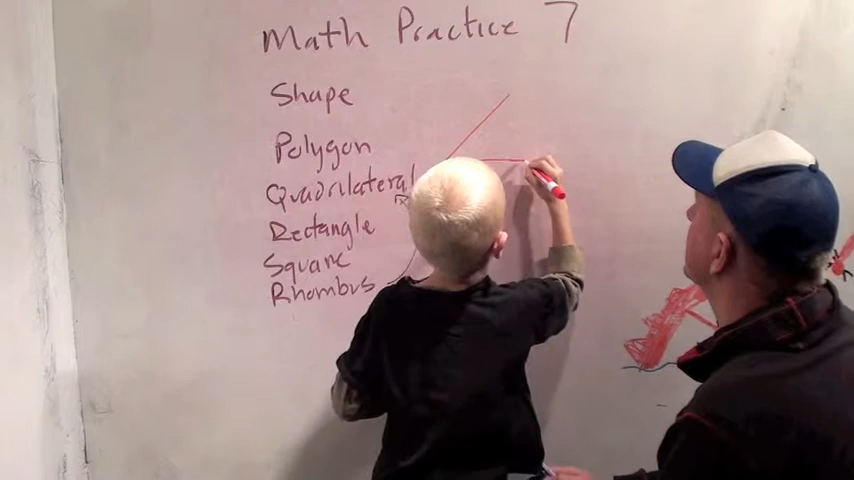 Math Practice 7
Shape
Polygon
Quadrilateral
Rectangle
Square
Rhombus